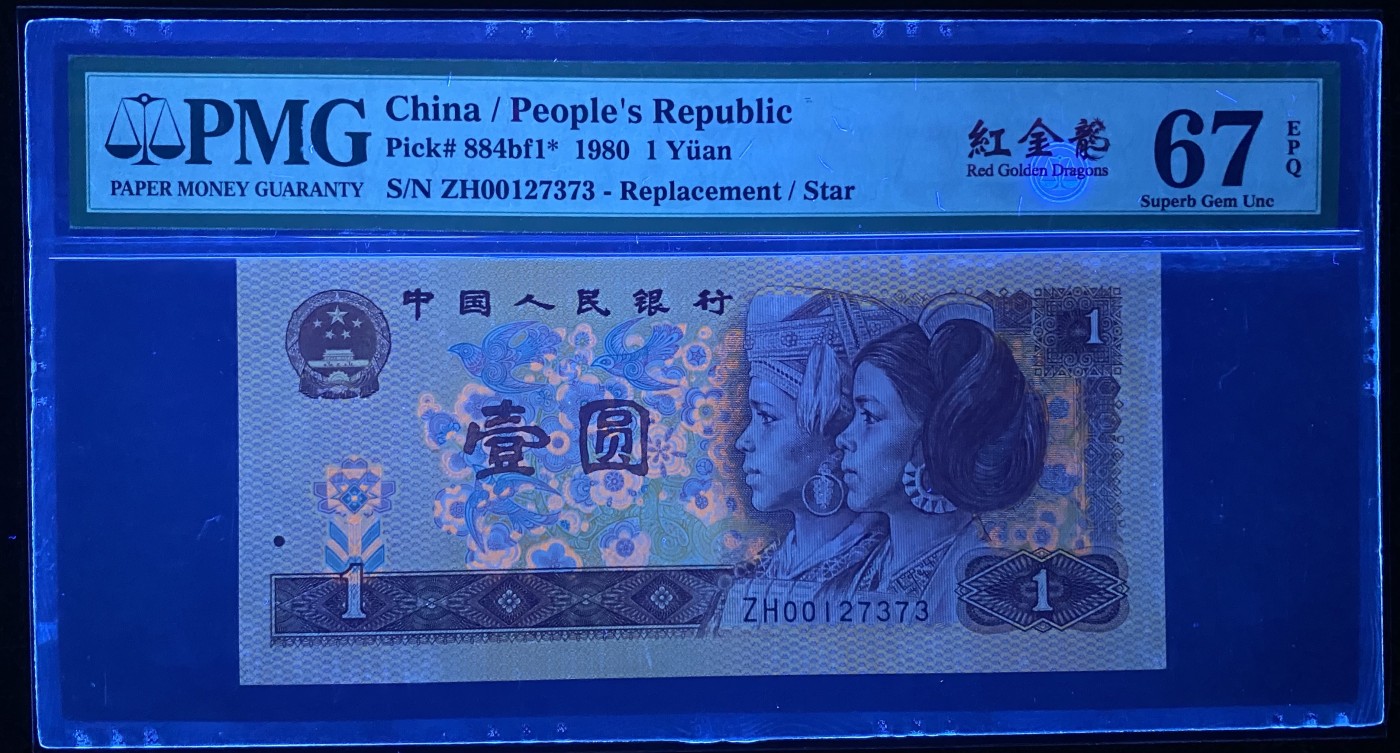 PMG
PAPER MONEY GUARANTY
China / People's Republic
Pick# 884bf1* 1980 1 Yüan
S/N ZH00127373 - Replacement / Star
紅金龍
Red Golden Dragons
67
EPQ
Superb Gem Unc
中国人民银行
1
壹圆
1
ZH00127373
1